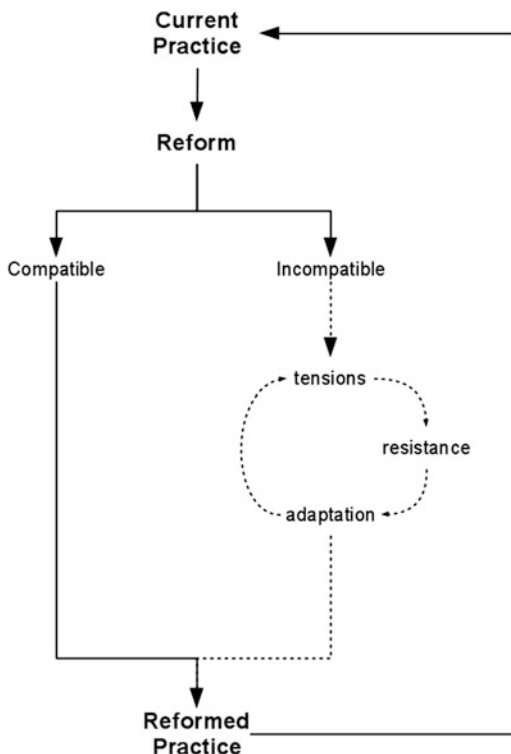 Current
Practice
Reform
Compatible
Incompatible
tensions
resistance
adaptation
Reformed
Practice